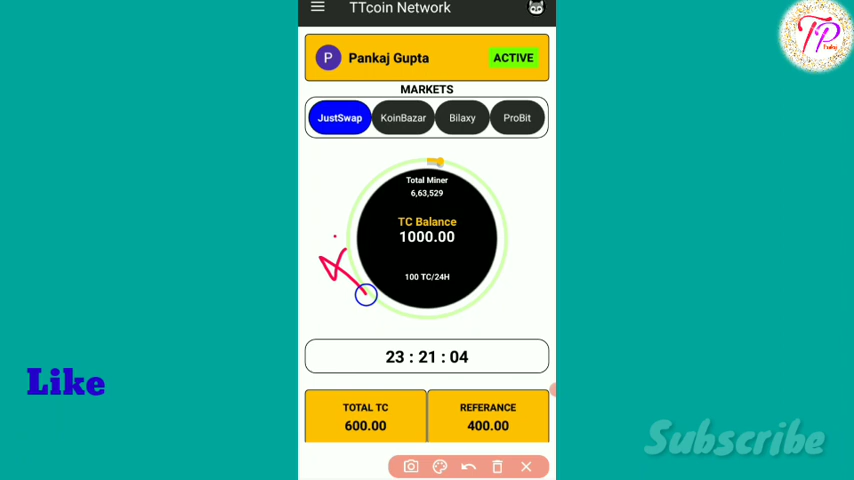 TTcoin Network
TP
P Pankaj Gupta ACTIVE
MARKETS
JustSwap KoinBazar Bilaxy ProBit
Total Miner
6,63,529
TC Balance
1000.00
100 TC/24H
23 : 21 : 04
Like
TOTAL TC REFERANCE
600.00 400.00
Subscribe